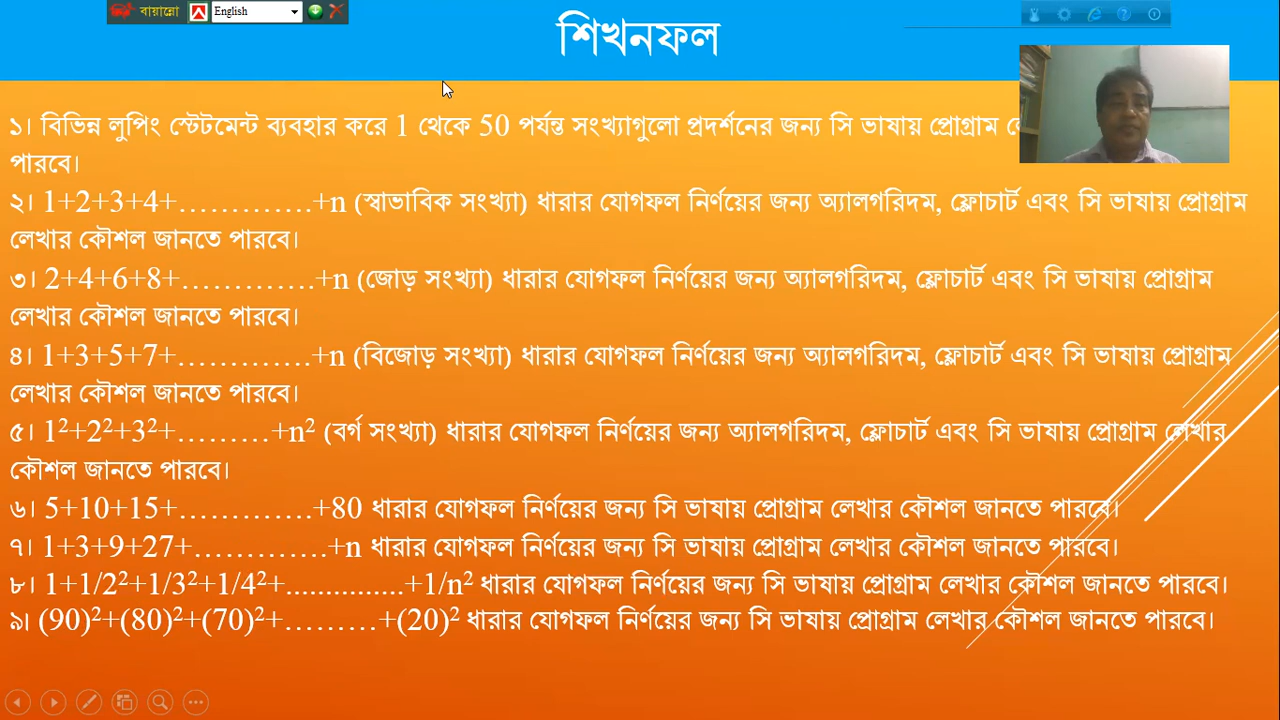 বায়ান্নো English
শিখনফল
১। বিভিন্ন লুপিং স্টেটমেন্ট ব্যবহার করে 1 থেকে 50 পর্যন্ত সংখ্যাগুলো প্রদর্শনের জন্য সি ভাষায় প্রোগ্রাম
পারবে।
২। 1+2+3+4+………….+n (স্বাভাবিক সংখ্যা) ধারার যোগফল নির্ণয়ের জন্য অ্যালগরিদম, ফ্লোচার্ট এবং সি ভাষায় প্রোগ্রাম
লেখার কৌশল জানতে পারবে।
৩। 2+4+6+8+………….+n (জোড় সংখ্যা) ধারার যোগফল নির্ণয়ের জন্য অ্যালগরিদম, ফ্লোচার্ট এবং সি ভাষায় প্রোগ্রাম
লেখার কৌশল জানতে পারবে।
৪। 1+3+5+7+………….+n (বিজোড় সংখ্যা) ধারার যোগফল নির্ণয়ের জন্য অ্যালগরিদম, ফ্লোচার্ট এবং সি ভাষায় প্রোগ্রাম
লেখার কৌশল জানতে পারবে।
৫। 1²+2²+3²+………+n² (বর্গ সংখ্যা) ধারার যোগফল নির্ণয়ের জন্য অ্যালগরিদম, ফ্লোচার্ট এবং সি ভাষায় প্রোগ্রাম লেখার
কৌশল জানতে পারবে।
৬। 5+10+15+………….+80 ধারার যোগফল নির্ণয়ের জন্য সি ভাষায় প্রোগ্রাম লেখার কৌশল জানতে পারবে।
৭। 1+3+9+27+………….+n ধারার যোগফল নির্ণয়ের জন্য সি ভাষায় প্রোগ্রাম লেখার কৌশল জানতে পারবে।
৮। 1+1/2²+1/3²+1/4²+...............+1/n² ধারার যোগফল নির্ণয়ের জন্য সি ভাষায় প্রোগ্রাম লেখার কৌশল জানতে পারবে।
৯। (90)²+(80)²+(70)²+………+(20)² ধারার যোগফল নির্ণয়ের জন্য সি ভাষায় প্রোগ্রাম লেখার কৌশল জানতে পারবে।